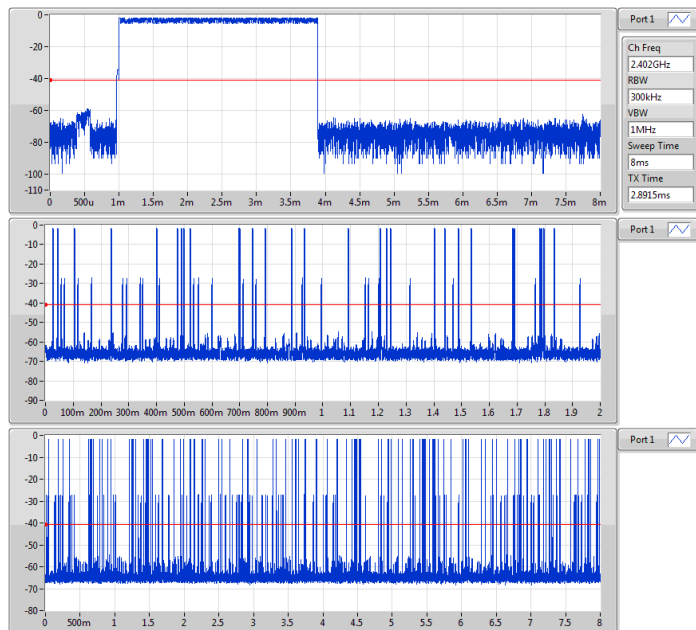 0
-20
-40
-60
-80
-100
-110
0 500u 1m 1.5m 2m 2.5m 3m 3.5m 4m 4.5m 5m 5.5m 6m 6.5m 7m 7.5m 8m
Port 1
Ch Freq
2.402GHz
RBW
300kHz
VBW
1MHz
Sweep Time
8ms
TX Time
2.8915ms
0
-10
-20
-30
-40
-50
-60
-70
-80
-90
0 100m 200m 300m 400m 500m 600m 700m 800m 900m 1 1.1 1.2 1.3 1.4 1.5 1.6 1.7 1.8 1.9 2
Port 1
0
-10
-20
-30
-40
-50
-60
-70
-80
0 500m 1 1.5 2 2.5 3 3.5 4 4.5 5 5.5 6 6.5 7 7.5 8
Port 1